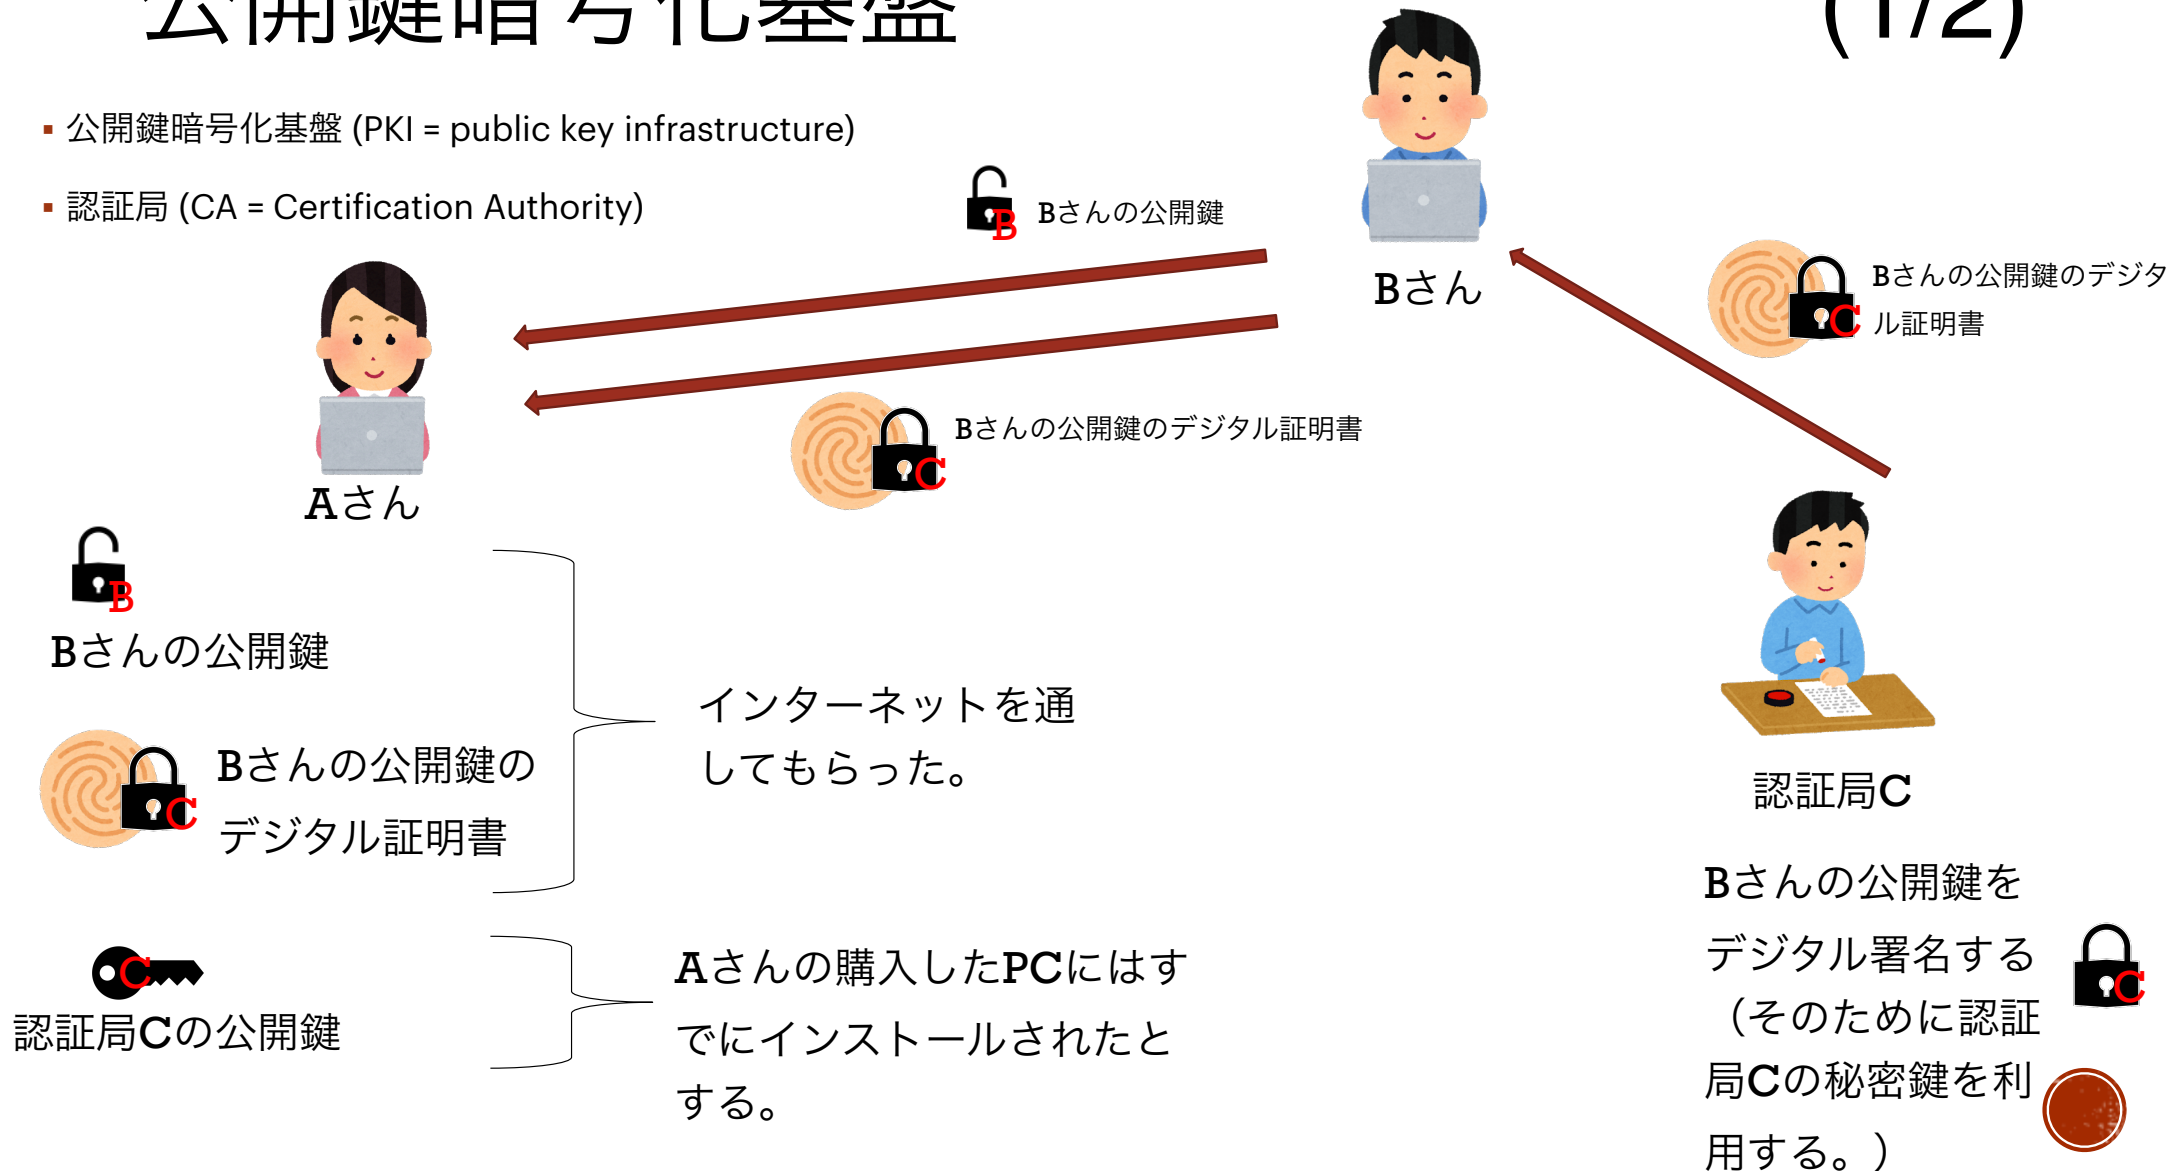 公開鍵暗号化基盤 (1/2)
▪ 公開鍵暗号化基盤 (PKI = public key infrastructure)
▪ 認証局 (CA = Certification Authority)
B
Bさんの公開鍵
Bさん
Bさんの公開鍵のデジタ
ル証明書
C
Bさんの公開鍵のデジタル証明書
C
Aさん
B
Bさんの公開鍵
C
Bさんの公開鍵の
デジタル証明書
インターネットを通
してもらった。
C
認証局Cの公開鍵
Aさんの購入したPCにはす
でにインストールされたと
する。
認証局C
Bさんの公開鍵を
デジタル署名する
（そのために認証
局Cの秘密鍵を利
用する。）
C